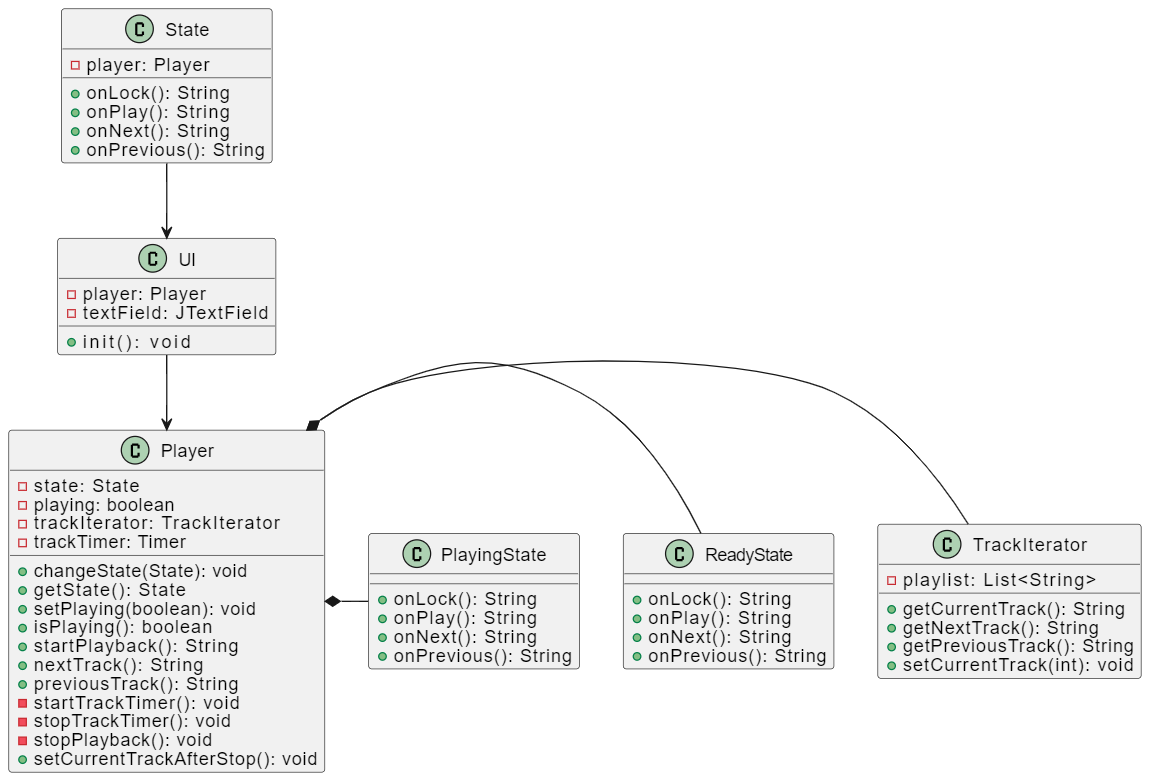 C State
player: Player
onLock(): String
onPlay(): String
onNext(): String
onPrevious(): String
C UI
player: Player
textField: JTextField
init(): void
C Player
state: State
playing: boolean
trackIterator: TrackIterator
trackTimer: Timer
changeState(State): void
getState(): State
setPlaying(boolean): void
isPlaying(): boolean
startPlayback(): String
nextTrack(): String
previousTrack(): String
startTrackTimer(): void
stopTrackTimer(): void
stopPlayback(): void
setCurrentTrackAfterStop(): void
C PlayingState
onLock(): String
onPlay(): String
onNext(): String
onPrevious(): String
C ReadyState
onLock(): String
onPlay(): String
onNext(): String
onPrevious(): String
C TrackIterator
playlist: List<String>
getCurrentTrack(): String
getNextTrack(): String
getPreviousTrack(): String
setCurrentTrack(int): void